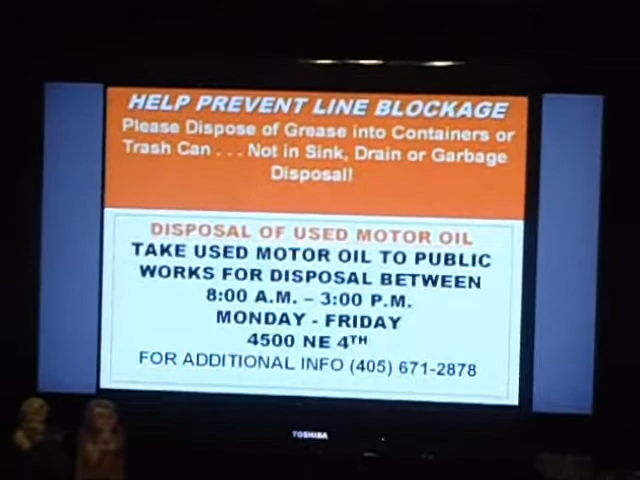 HELP PREVENT LINE BLOCKAGE
Please Dispose of Grease into Containers or
Trash Can . . . Not in Sink, Drain or Garbage
Disposal!
DISPOSAL OF USED MOTOR OIL
TAKE USED MOTOR OIL TO PUBLIC
WORKS FOR DISPOSAL BETWEEN
8:00 A.M. – 3:00 P.M.
MONDAY - FRIDAY
4500 NE 4TH
FOR ADDITIONAL INFO (405) 671-2878
TOSHIBA